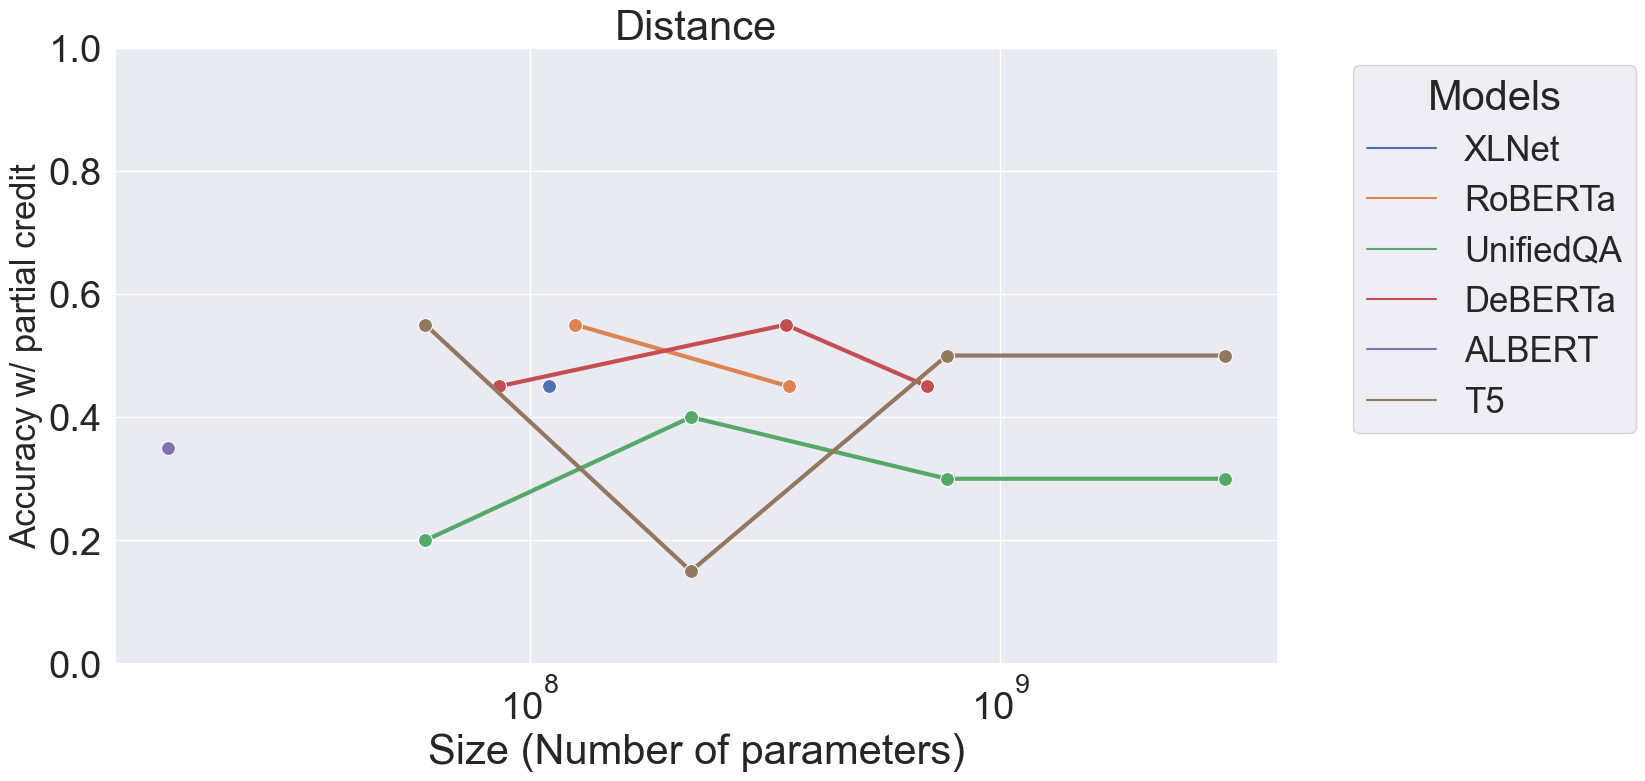 Distance
Accuracy w/ partial credit
1.0
0.8
0.6
0.4
0.2
0.0
10^8
10^9
Size (Number of parameters)
Models
XLNet
RoBERTa
UnifiedQA
DeBERTa
ALBERT
T5